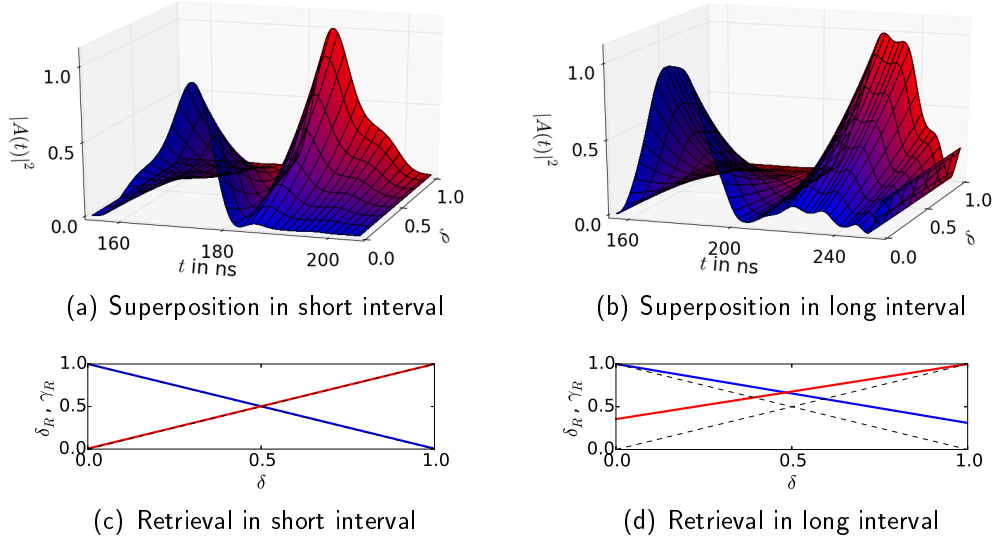 1.0
0.5
0.0
|A(t)|²
160
180
200
t in ns
0.0
0.5
1.0
δ
(a) Superposition in short interval
1.0
0.5
0.0
|A(t)|²
160
200
240
t in ns
0.0
0.5
1.0
δ
(b) Superposition in long interval
1.0
0.5
0.0
δ_R, γ_R
0.0
0.5
1.0
δ
(c) Retrieval in short interval
1.0
0.5
0.0
δ_R, γ_R
0.0
0.5
1.0
δ
(d) Retrieval in long interval